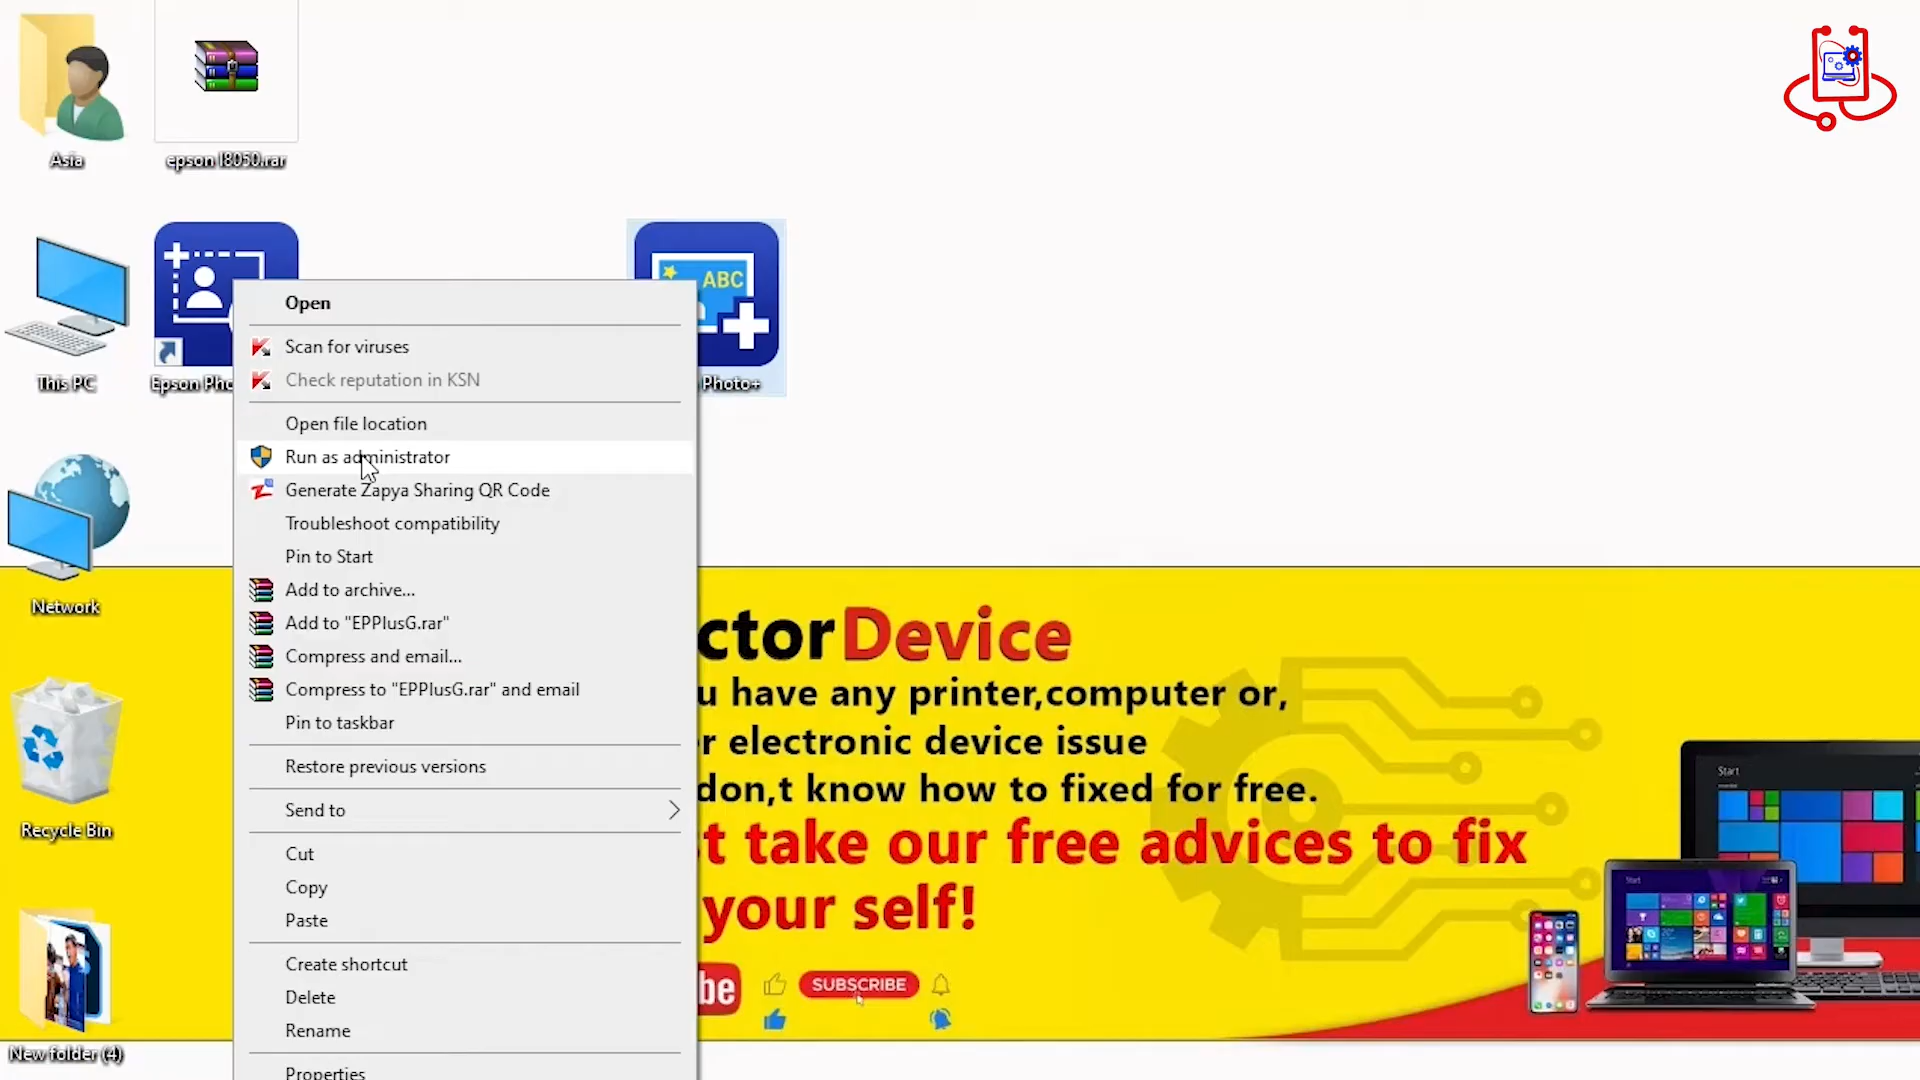 Asia
epson l8050.rar
ABC
This PC
Epson Pho
Photo+
Open
Scan for viruses
Check reputation in KSN
Open file location
Run as administrator
Generate Zapya Sharing QR Code
Troubleshoot compatibility
Pin to Start
Add to archive...
Add to "EPPlusG.rar"
Compress and email...
Compress to "EPPlusG.rar" and email
Pin to taskbar
Restore previous versions
Send to
Cut
Copy
Paste
Create shortcut
Delete
Rename
Properties
Network
Recycle Bin
New folder (4)
ctorDevice
u have any printer,computer or,
r electronic device issue
don,t know how to fixed for free.
t take our free advices to fix
your self!
be
SUBSCRIBE
Start
Start